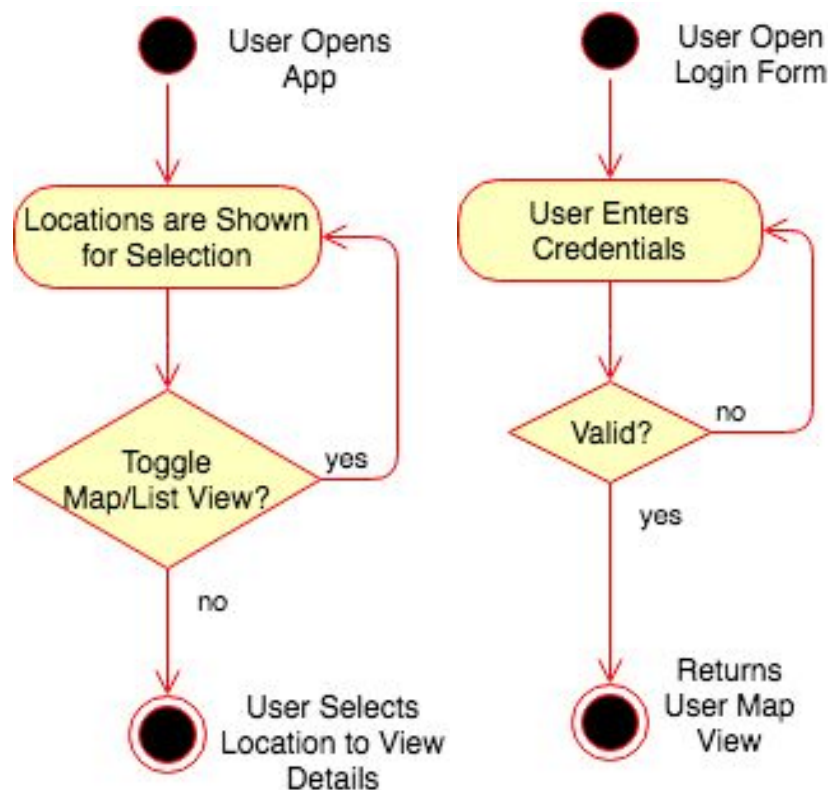 User Opens
App
Locations are Shown
for Selection
Toggle
Map/List View?
yes
no
User Selects
Location to View
Details
User Open
Login Form
User Enters
Credentials
Valid?
no
yes
Returns
User Map
View